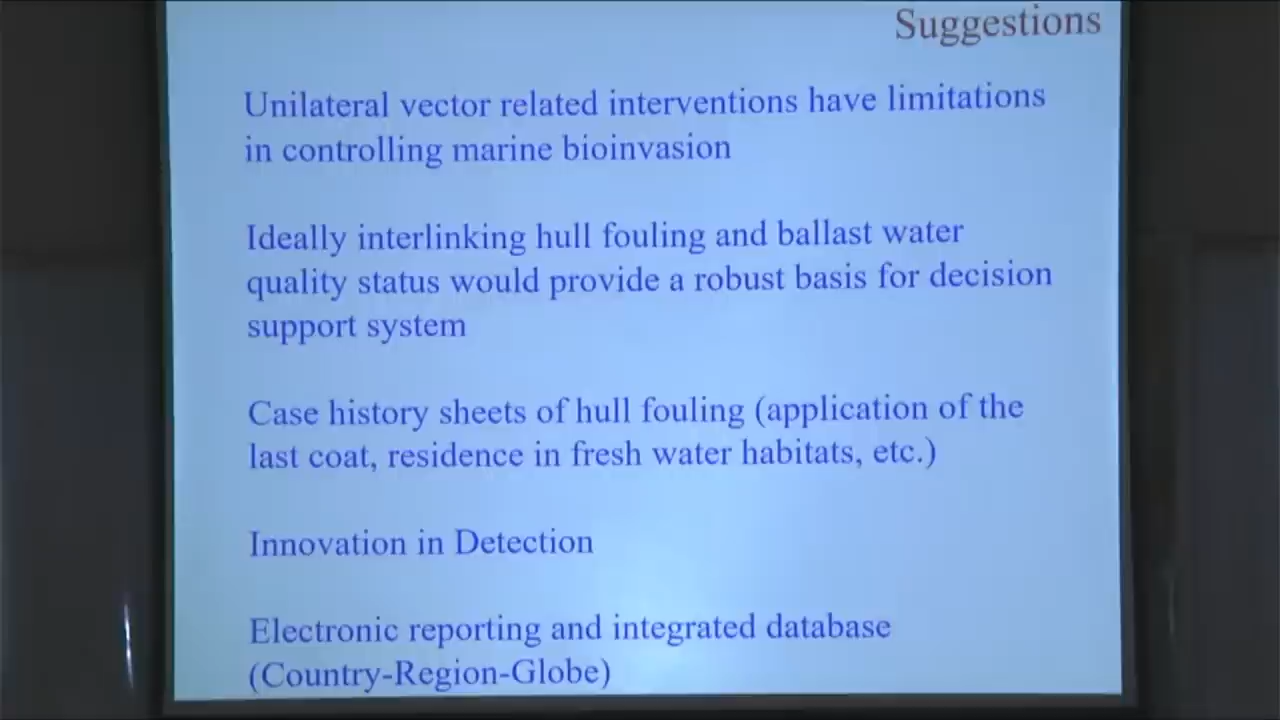 Suggestions
Unilateral vector related interventions have limitations
in controlling marine bioinvasion
Ideally interlinking hull fouling and ballast water
quality status would provide a robust basis for decision
support system
Case history sheets of hull fouling (application of the
last coat, residence in fresh water habitats, etc.)
Innovation in Detection
Electronic reporting and integrated database
(Country-Region-Globe)